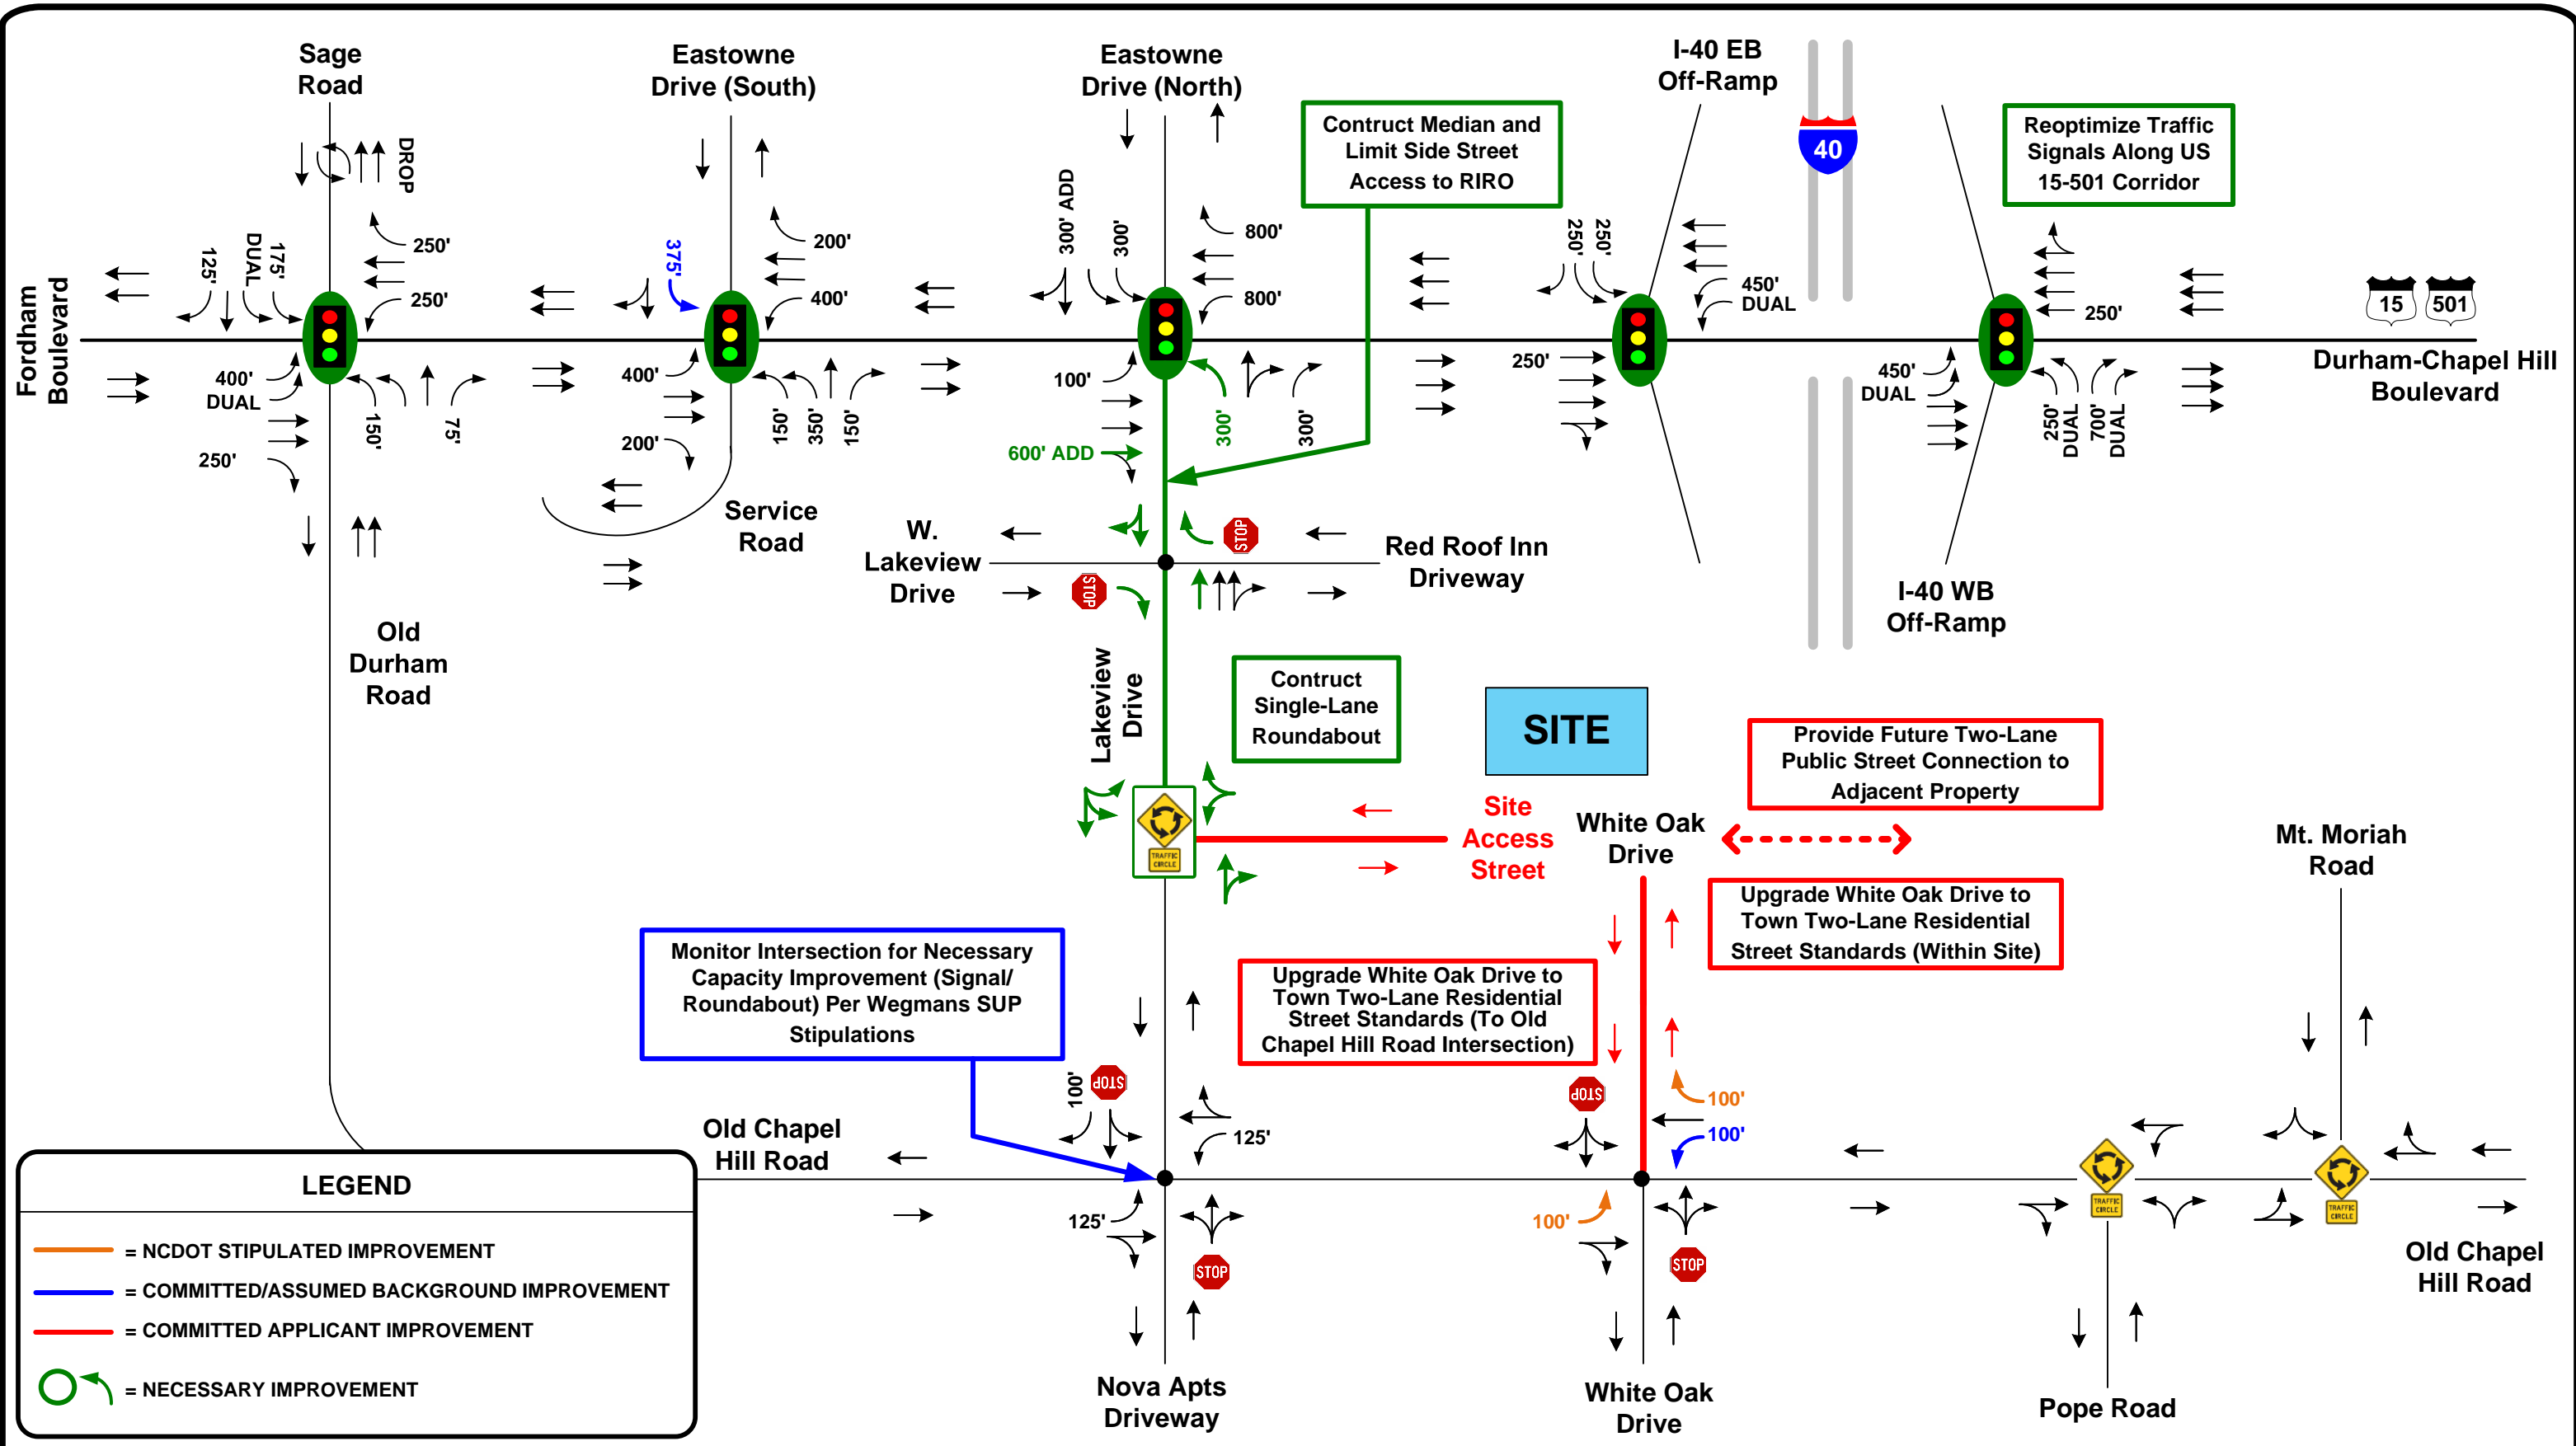 Sage
Road
Eastowne
Drive (South)
Eastowne
Drive (North)
I-40 EB
Off-Ramp
40
Contruct Median and
Limit Side Street
Access to RIRO
Reoptimize Traffic
Signals Along US
15-501 Corridor
DROP
125'
DUAL
175'
250'
250'
375'
200'
400'
300' ADD
300'
800'
800'
250'
250'
450'
DUAL
250'
15
501
Fordham
Boulevard
Durham-Chapel Hill
Boulevard
400'
DUAL
250'
150'
75'
400'
200'
150'
350'
150'
100'
600' ADD
300'
300'
250'
450'
DUAL
250'
DUAL
700'
DUAL
Service
Road
W.
Lakeview
Drive
STOP
STOP
Red Roof Inn
Driveway
I-40 WB
Off-Ramp
Old
Durham
Road
Lakeview
Drive
Contruct
Single-Lane
Roundabout
SITE
Provide Future Two-Lane
Public Street Connection to
Adjacent Property
TRAFFIC
CIRCLE
Site
Access
Street
White Oak
Drive
Mt. Moriah
Road
Upgrade White Oak Drive to
Town Two-Lane Residential
Street Standards (Within Site)
Monitor Intersection for Necessary
Capacity Improvement (Signal/
Roundabout) Per Wegmans SUP
Stipulations
Upgrade White Oak Drive to
Town Two-Lane Residential
Street Standards (To Old
Chapel Hill Road Intersection)
100'
STOP
125'
STOP
100'
100'
Old Chapel
Hill Road
125'
STOP
100'
STOP
TRAFFIC
CIRCLE
TRAFFIC
CIRCLE
Old Chapel
Hill Road
Nova Apts
Driveway
White Oak
Drive
Pope Road
LEGEND
= NCDOT STIPULATED IMPROVEMENT
= COMMITTED/ASSUMED BACKGROUND IMPROVEMENT
= COMMITTED APPLICANT IMPROVEMENT
= NECESSARY IMPROVEMENT